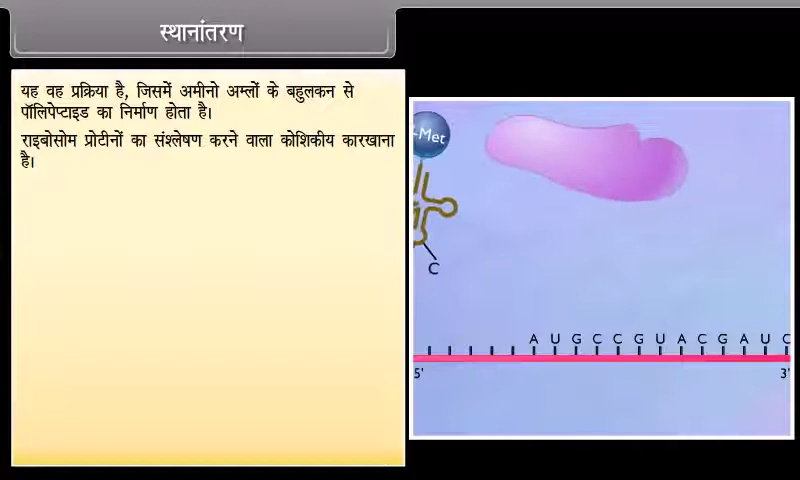 स्थानांतरण
यह वह प्रक्रिया है, जिसमें अमीनो अम्लों के बहुलकन से
पॉलिपेप्टाइड का निर्माण होता है।
राइबोसोम प्रोटीनों का संश्लेषण करने वाला कोशिकीय कारखाना
है।
-Met
C
A U G C C G U A C G A U C
5' 3'